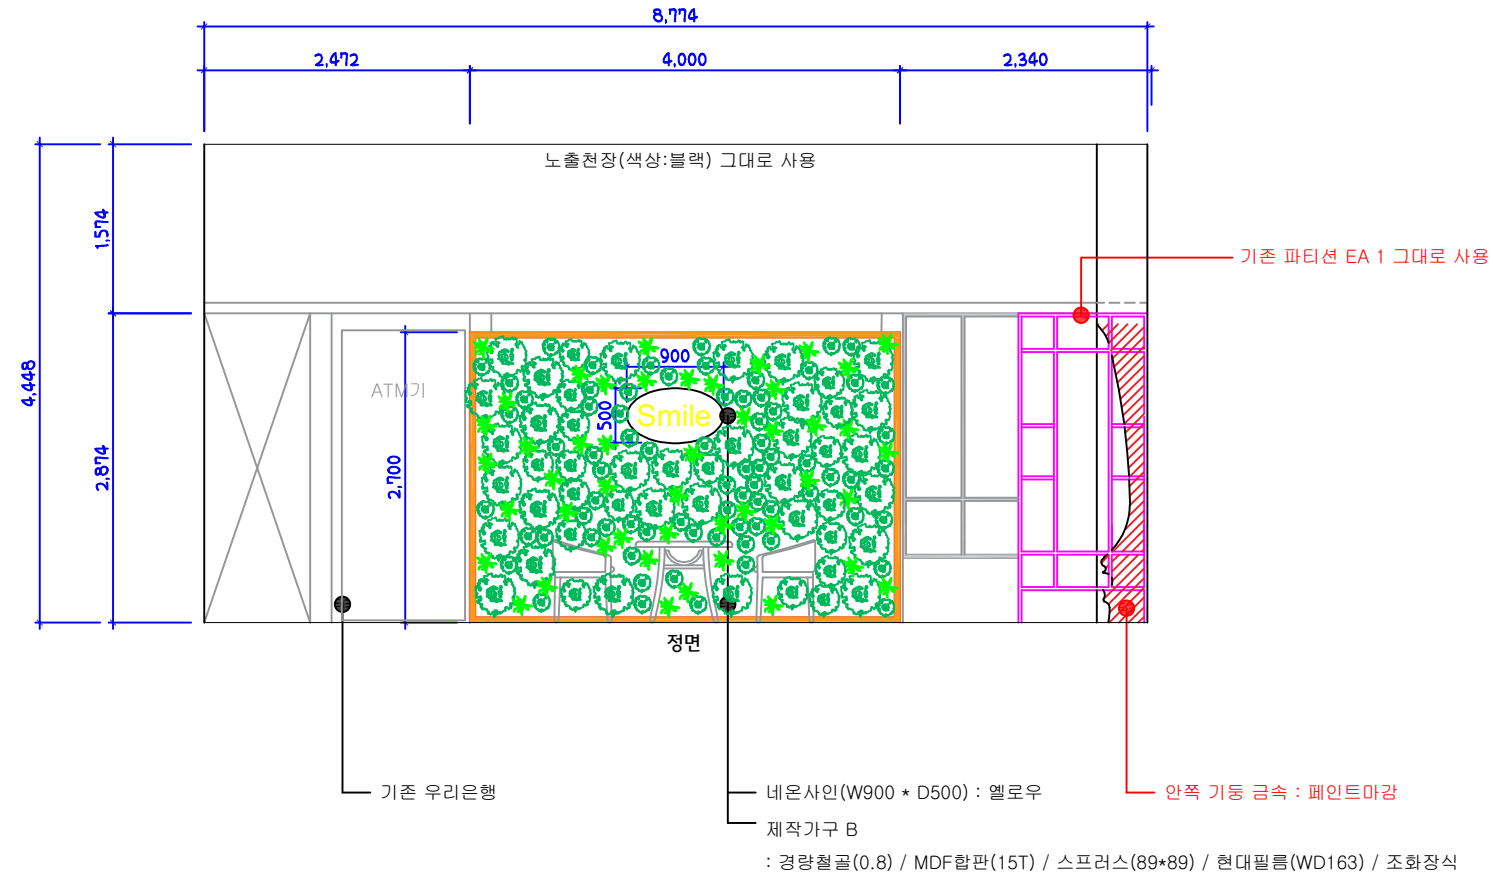 8,774
2,472
4,000
2,340
노출천장(색상:블랙) 그대로 사용
1,574
기존 파티션 EA 1 그대로 사용
900
ATM기
4,448
500
Smile
2,874
2,700
정면
기존 우리은행
네온사인(W900 * D500) : 옐로우
안쪽 기둥 금속 : 페인트마감
제작가구 B
: 경량철골(0.8) / MDF합판(15T) / 스프러스(89*89) / 현대필름(WD163) / 조화장식